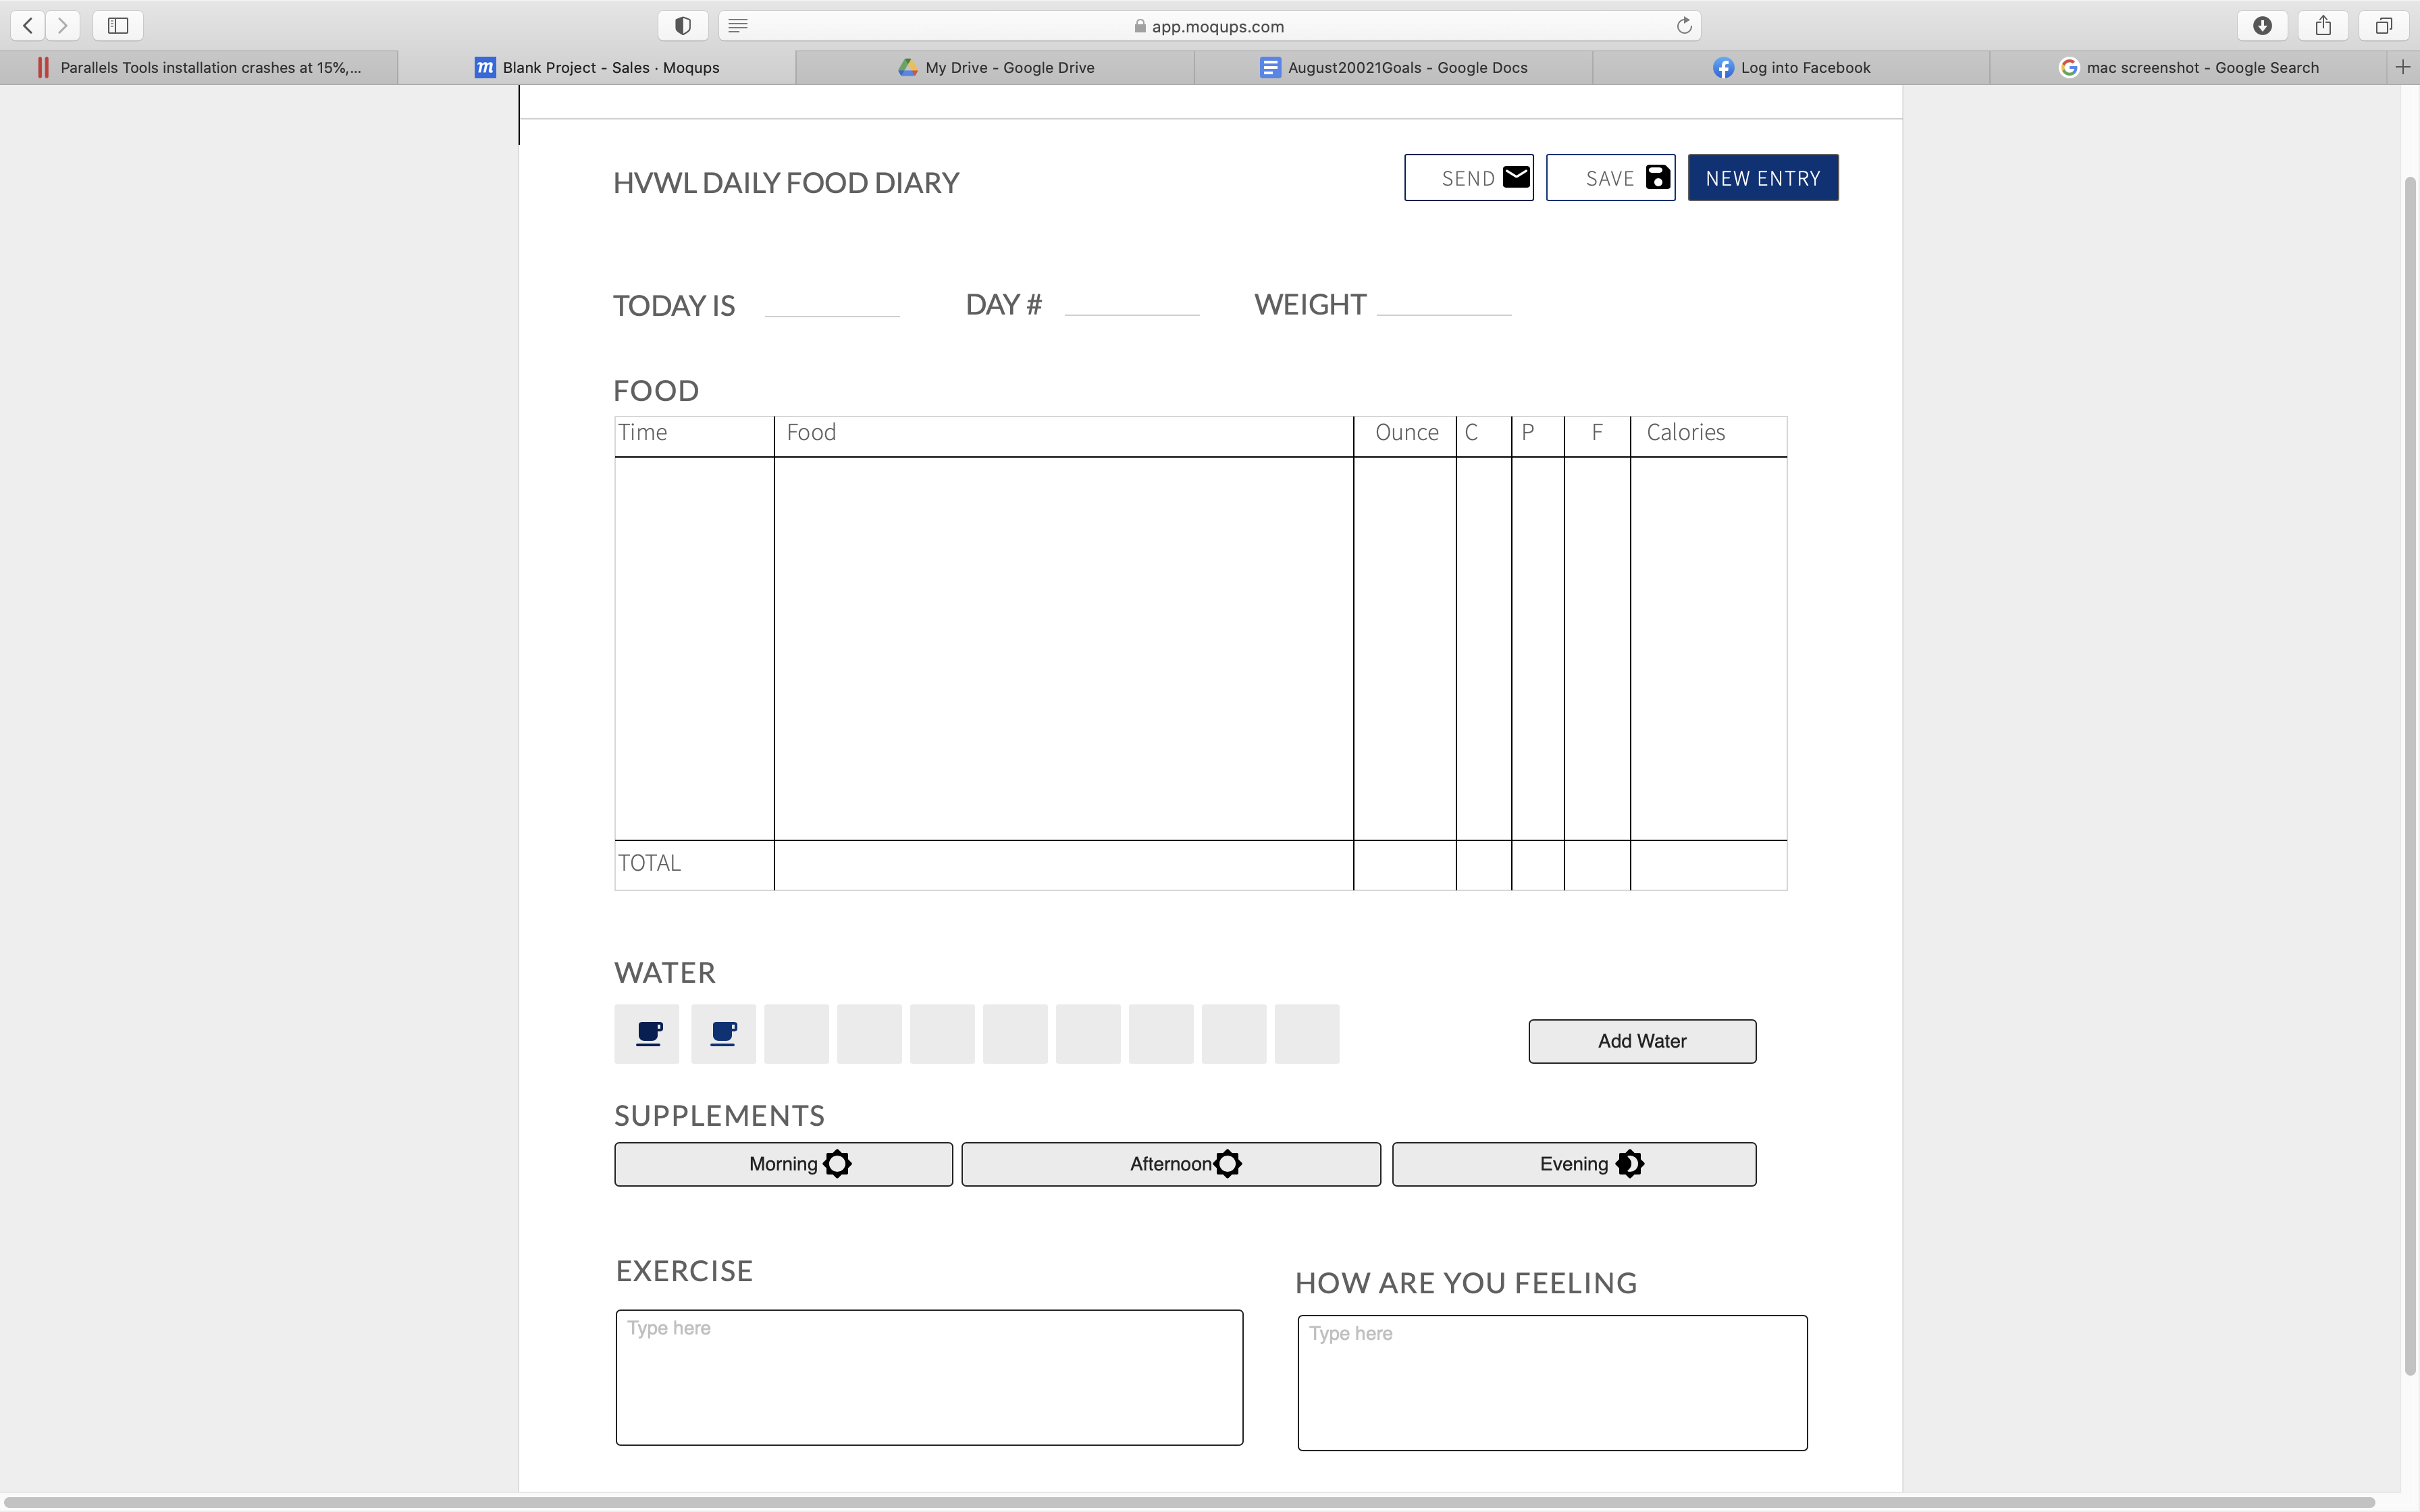 app.moqups.com
Parallels Tools installation crashes at 15%,...
Blank Project - Sales · Moqups
My Drive - Google Drive
August20021Goals - Google Docs
Log into Facebook
mac screenshot - Google Search
HVWL DAILY FOOD DIARY
SEND
SAVE
NEW ENTRY
TODAY IS
DAY #
WEIGHT
FOOD
Time Food Ounce C P F Calories
TOTAL
WATER
Add Water
SUPPLEMENTS
Morning
Afternoon
Evening
EXERCISE
Type here
HOW ARE YOU FEELING
Type here